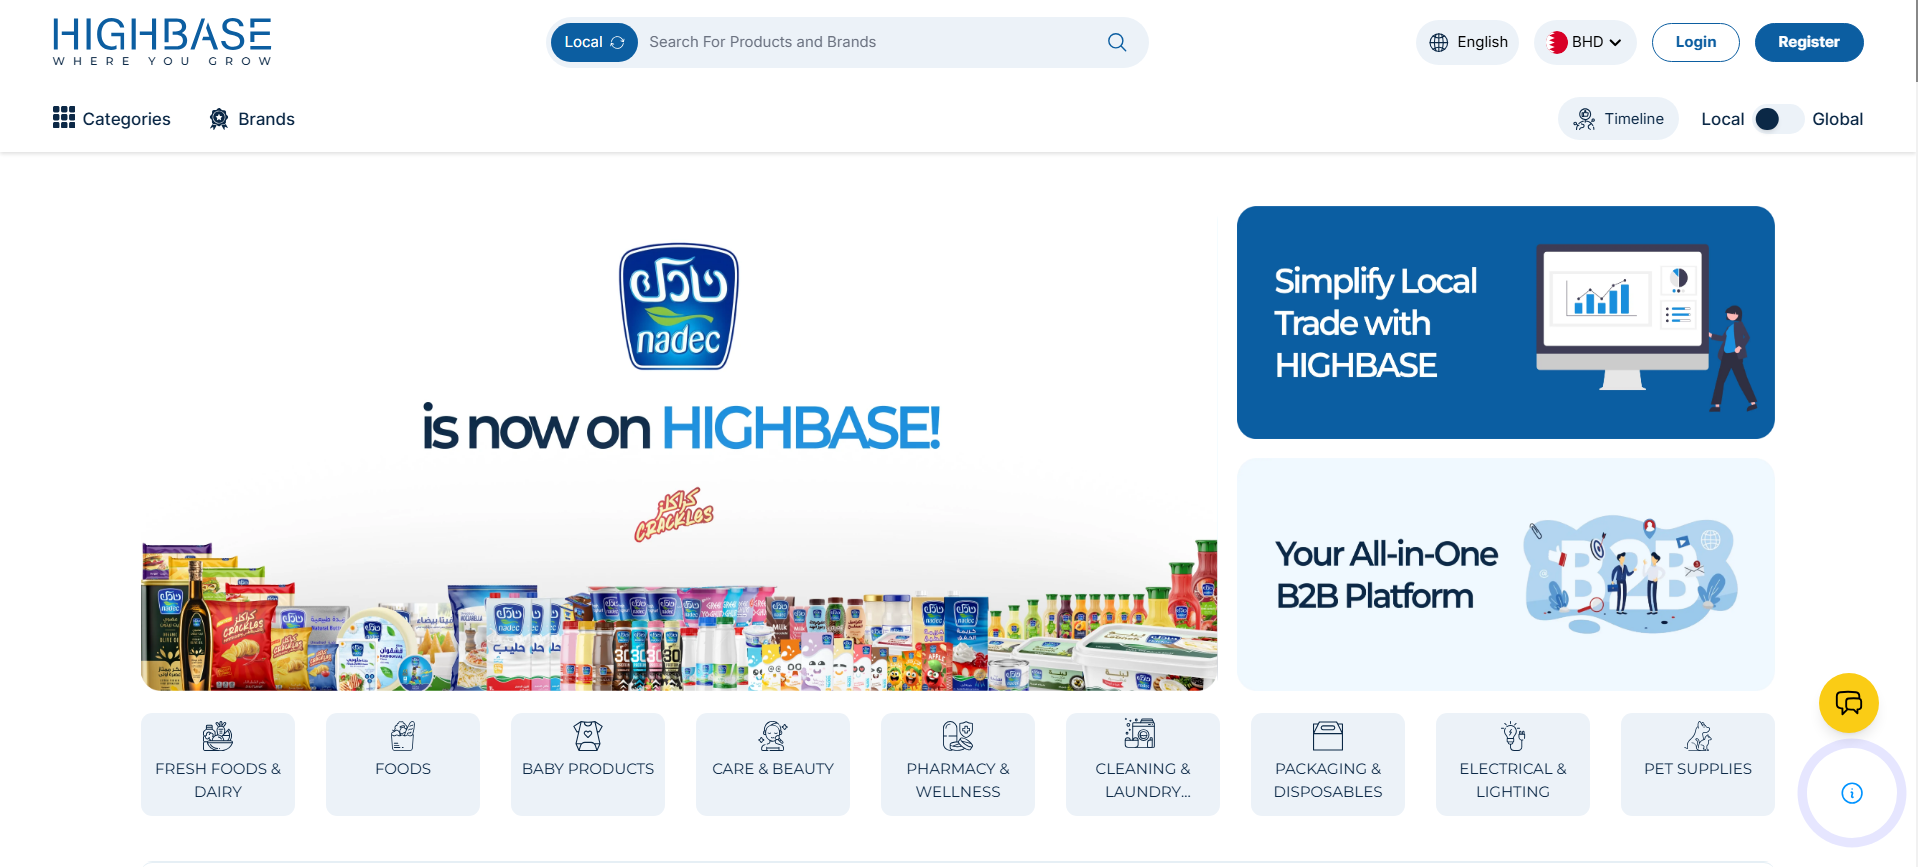 HIGHBASE
WHERE YOU GROW
Local
Search For Products and Brands
English
BHD
Login
Register
Categories
Brands
Timeline
Local
Global
نادك
nadec
is now on HIGHBASE!
كراكلز
CRACKLES
Simplify Local
Trade with
HIGHBASE
Your All-in-One
B2B Platform
B2B
FRESH FOODS &
DAIRY
FOODS
BABY PRODUCTS
CARE & BEAUTY
PHARMACY &
WELLNESS
CLEANING &
LAUNDRY...
PACKAGING &
DISPOSABLES
ELECTRICAL &
LIGHTING
PET SUPPLIES